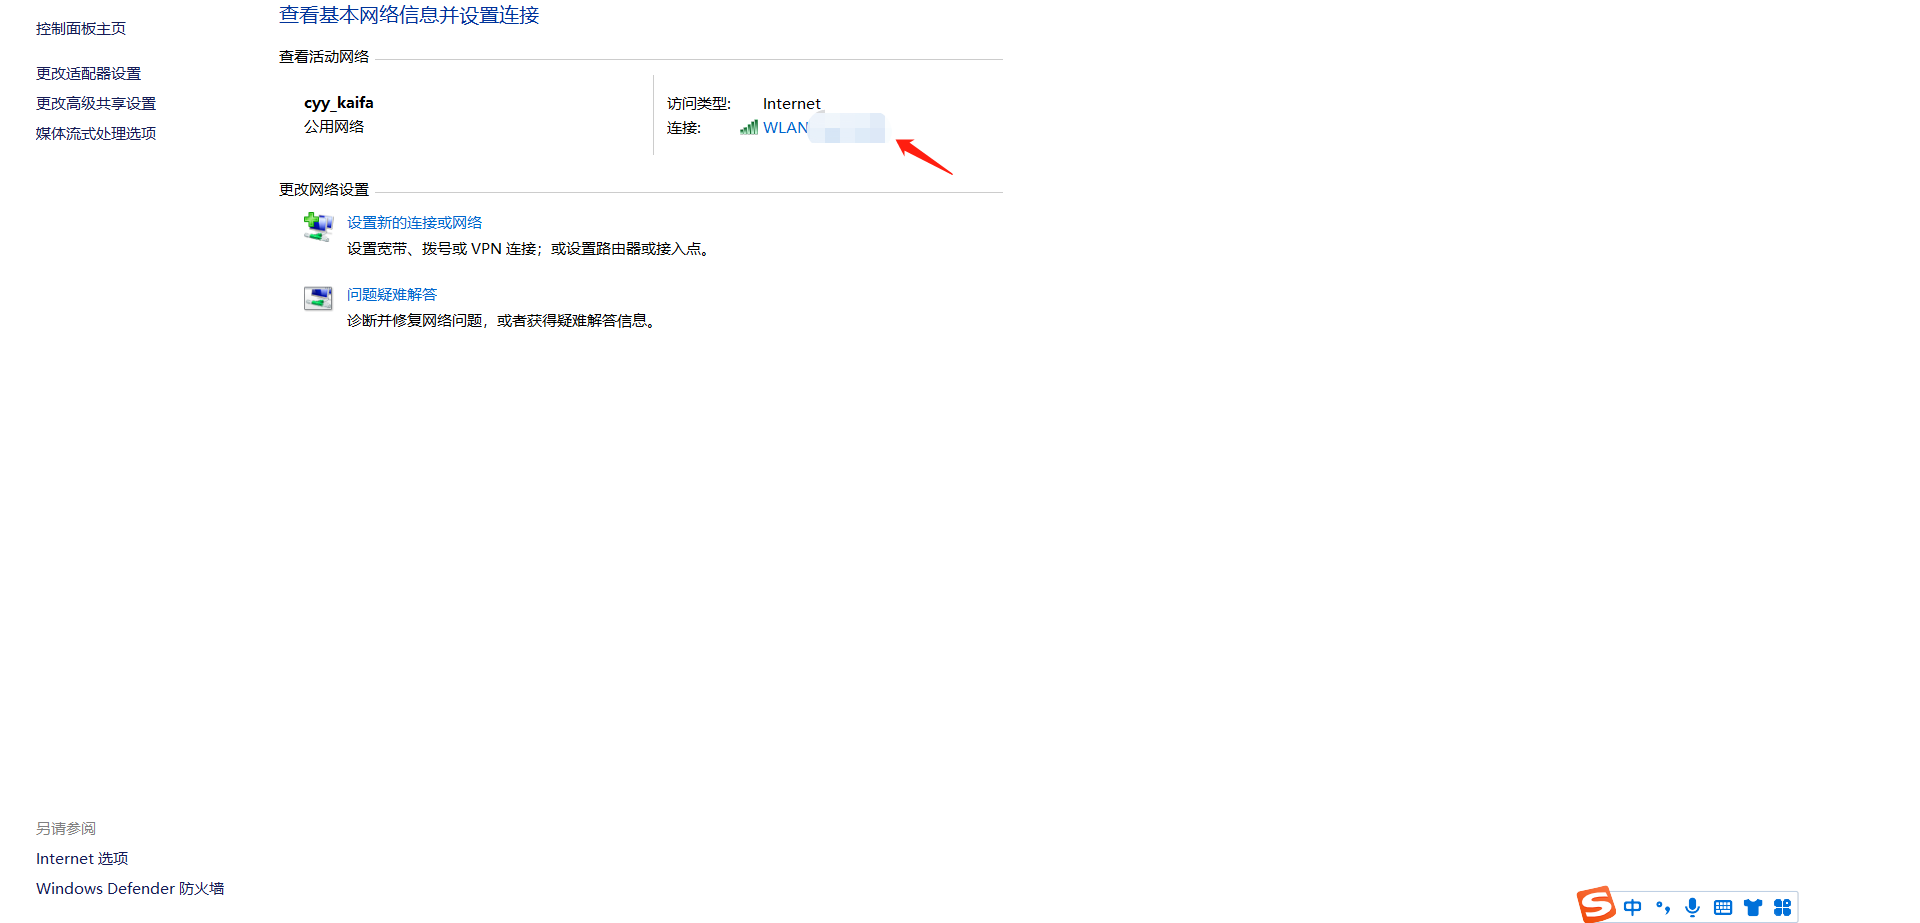 查看基本网络信息并设置连接
控制面板主页
查看活动网络
更改适配器设置
更改高级共享设置
媒体流式处理选项
cyy_kaifa
公用网络
访问类型: Internet
连接: WLAN
更改网络设置
设置新的连接或网络
设置宽带、拨号或 VPN 连接；或设置路由器或接入点。
问题疑难解答
诊断并修复网络问题，或者获得疑难解答信息。
另请参阅
Internet 选项
Windows Defender 防火墙
S 中 °,